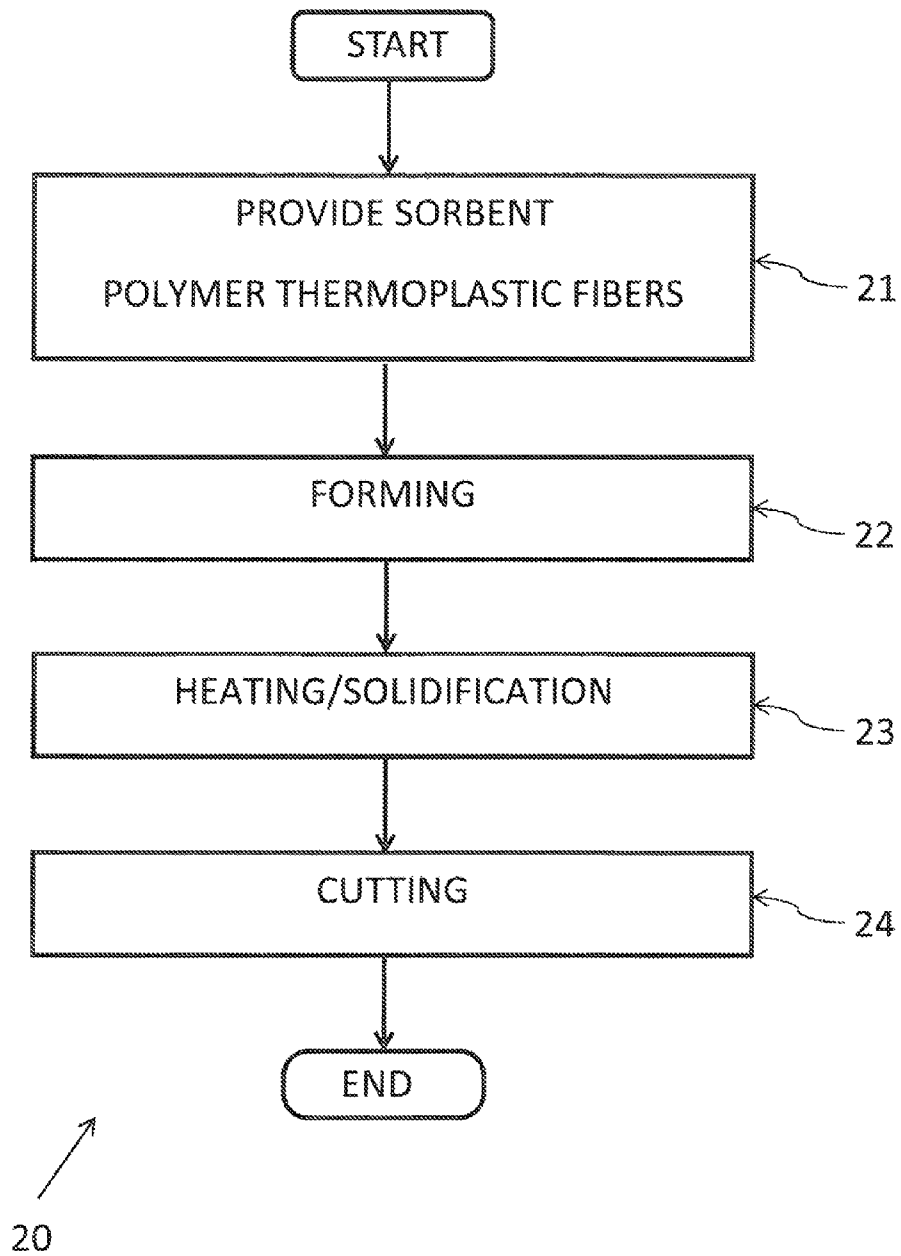 START
PROVIDE SORBENT
POLYMER THERMOPLASTIC FIBERS
21
FORMING
22
HEATING/SOLIDIFICATION
23
CUTTING
24
END
20